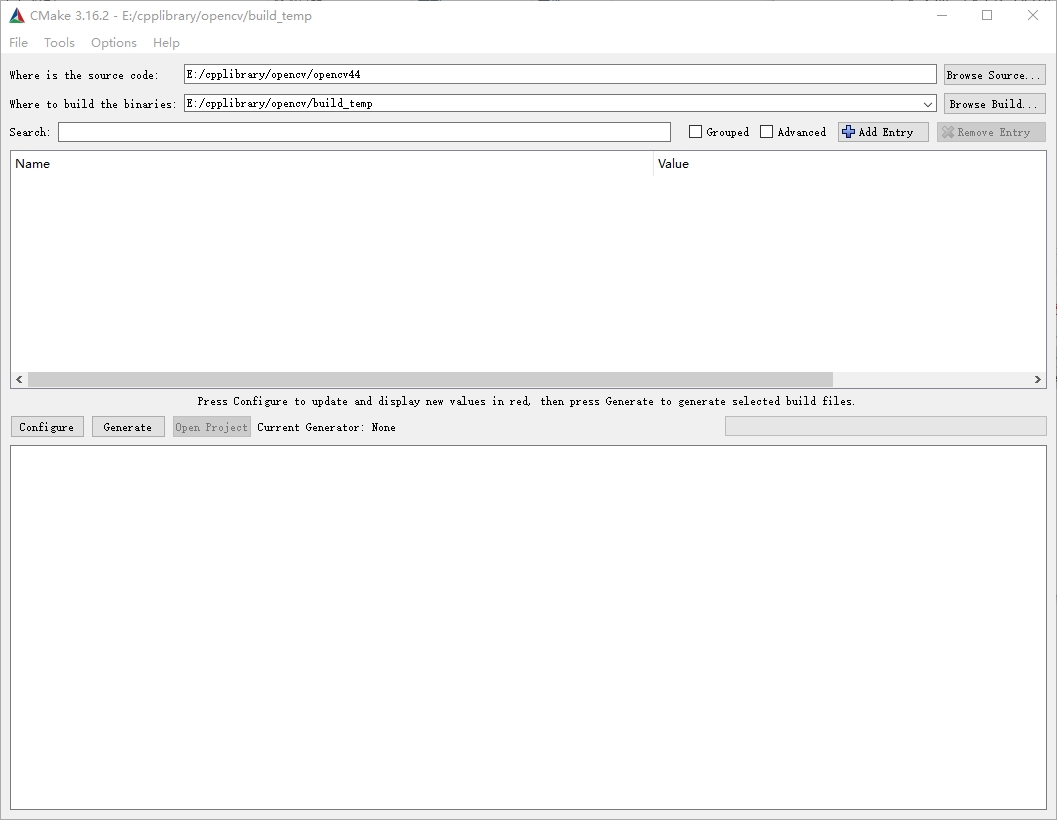 CMake 3.16.2 - E:/cpplibrary/opencv/build_temp
File Tools Options Help
Where is the source code: E:/cpplibrary/opencv/opencv44 Browse Source...
Where to build the binaries: E:/cpplibrary/opencv/build_temp Browse Build...
Search: Grouped Advanced Add Entry Remove Entry
Name Value
Press Configure to update and display new values in red, then press Generate to generate selected build files.
Configure Generate Open Project Current Generator: None